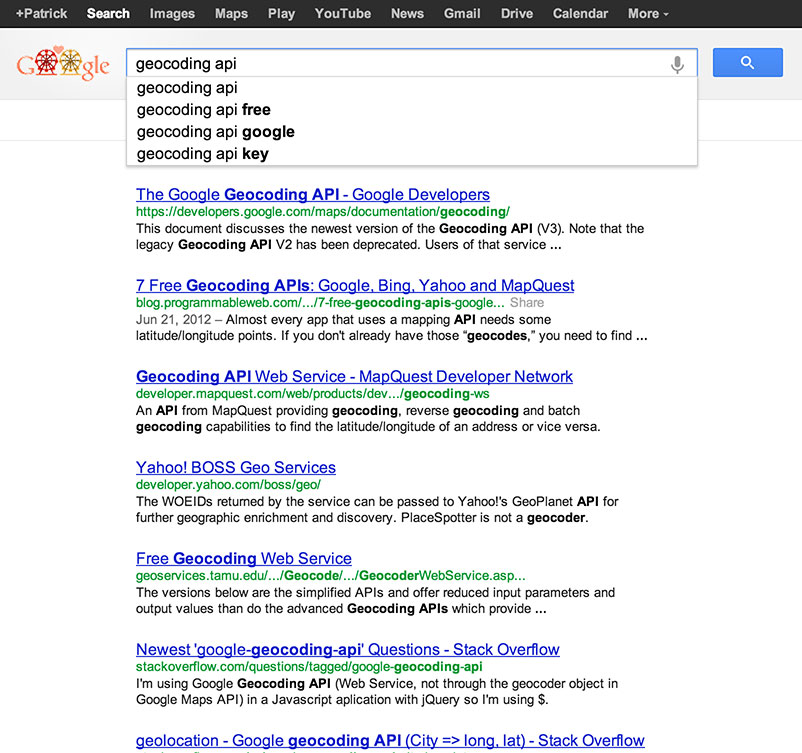 +Patrick Search Images Maps Play YouTube News Gmail Drive Calendar More
Google
geocoding api
geocoding api
geocoding api free
geocoding api google
geocoding api key
The Google Geocoding API - Google Developers
https://developers.google.com/maps/documentation/geocoding/
This document discusses the newest version of the Geocoding API (V3). Note that the
legacy Geocoding API V2 has been deprecated. Users of that service ...
7 Free Geocoding APIs: Google, Bing, Yahoo and MapQuest
blog.programmableweb.com/.../7-free-geocoding-apis-google... Share
Jun 21, 2012 – Almost every app that uses a mapping API needs some
latitude/longitude points. If you don't already have those “geocodes,” you need to find ...
Geocoding API Web Service - MapQuest Developer Network
developer.mapquest.com/web/products/dev.../geocoding-ws
An API from MapQuest providing geocoding, reverse geocoding and batch
geocoding capabilities to find the latitude/longitude of an address or vice versa.
Yahoo! BOSS Geo Services
developer.yahoo.com/boss/geo/
The WOEIDs returned by the service can be passed to Yahoo!'s GeoPlanet API for
further geographic enrichment and discovery. PlaceSpotter is not a geocoder.
Free Geocoding Web Service
geoservices.tamu.edu/.../Geocode/.../GeocoderWebService.asp...
The versions below are the simplified APIs and offer reduced input parameters and
output values than do the advanced Geocoding APIs which provide ...
Newest 'google-geocoding-api' Questions - Stack Overflow
stackoverflow.com/questions/tagged/google-geocoding-api
I'm using Google Geocoding API (Web Service, not through the geocoder object in
Google Maps API) in a Javascript aplication with jQuery so I'm using $.
geolocation - Google geocoding API (City => long, lat) - Stack Overflow